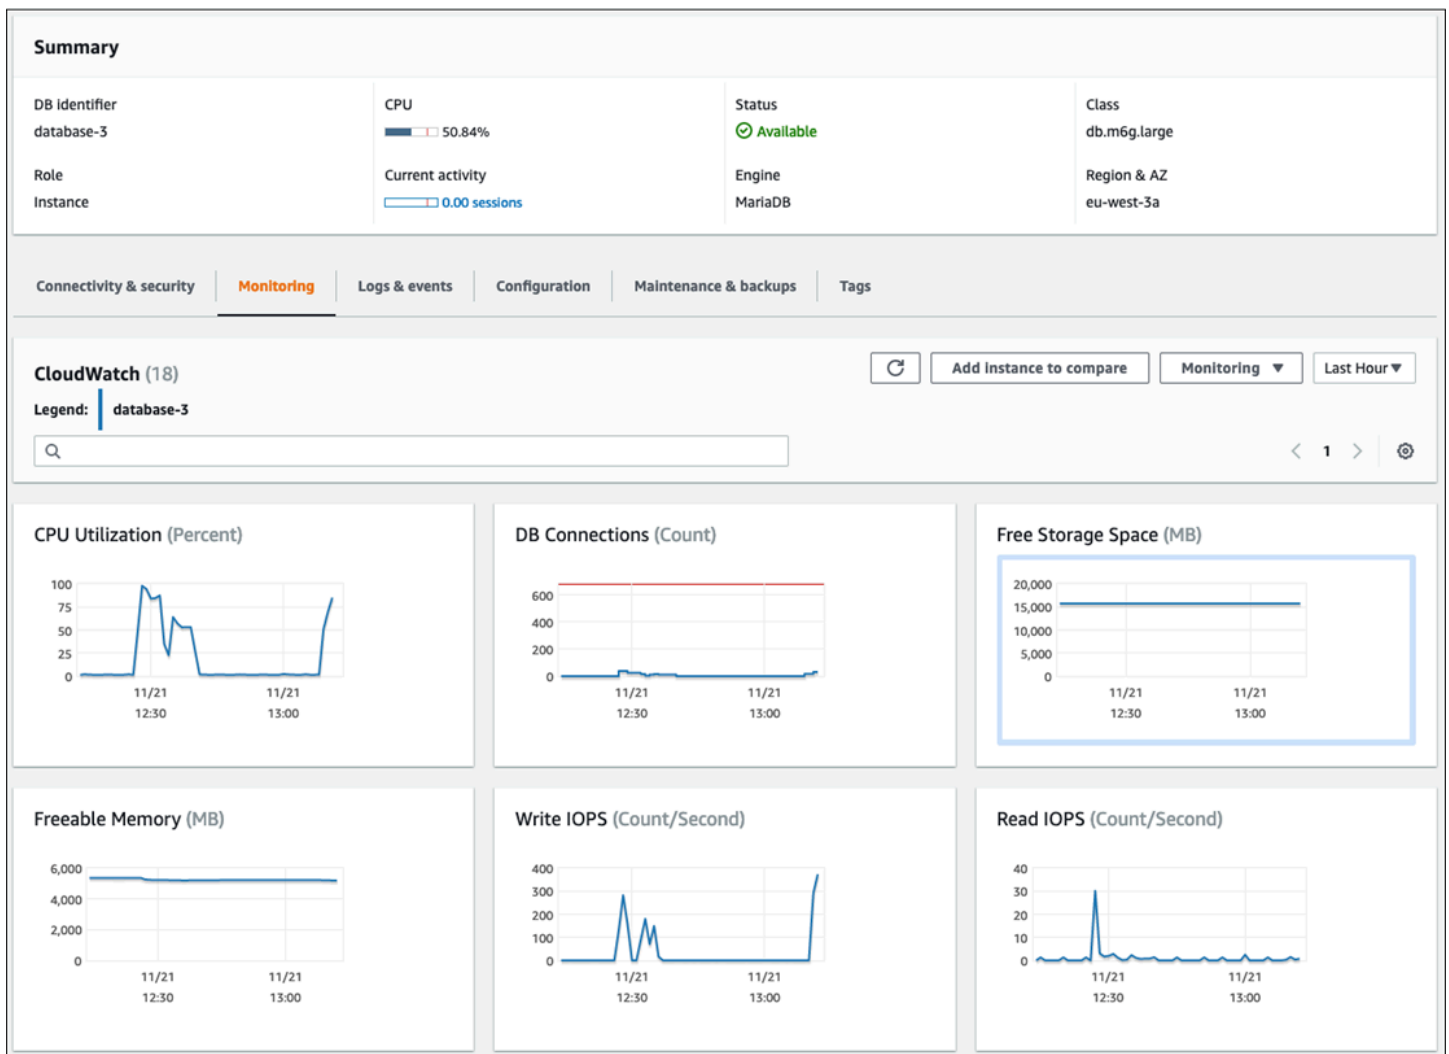 Summary
DB identifier
database-3
CPU
50.84%
Status
Available
Class
db.m6g.large
Role
Instance
Current activity
0.00 sessions
Engine
MariaDB
Region & AZ
eu-west-3a
Connectivity & security
Monitoring
Logs & events
Configuration
Maintenance & backups
Tags
CloudWatch (18)
Add instance to compare
Monitoring
Last Hour
Legend: database-3
1
CPU Utilization (Percent)
100
75
50
25
0
11/21 11/21
12:30 13:00
DB Connections (Count)
600
400
200
0
11/21 11/21
12:30 13:00
Free Storage Space (MB)
20,000
15,000
10,000
5,000
0
11/21 11/21
12:30 13:00
Freeable Memory (MB)
6,000
4,000
2,000
0
11/21 11/21
12:30 13:00
Write IOPS (Count/Second)
400
300
200
100
0
11/21 11/21
12:30 13:00
Read IOPS (Count/Second)
40
30
20
10
0
11/21 11/21
12:30 13:00